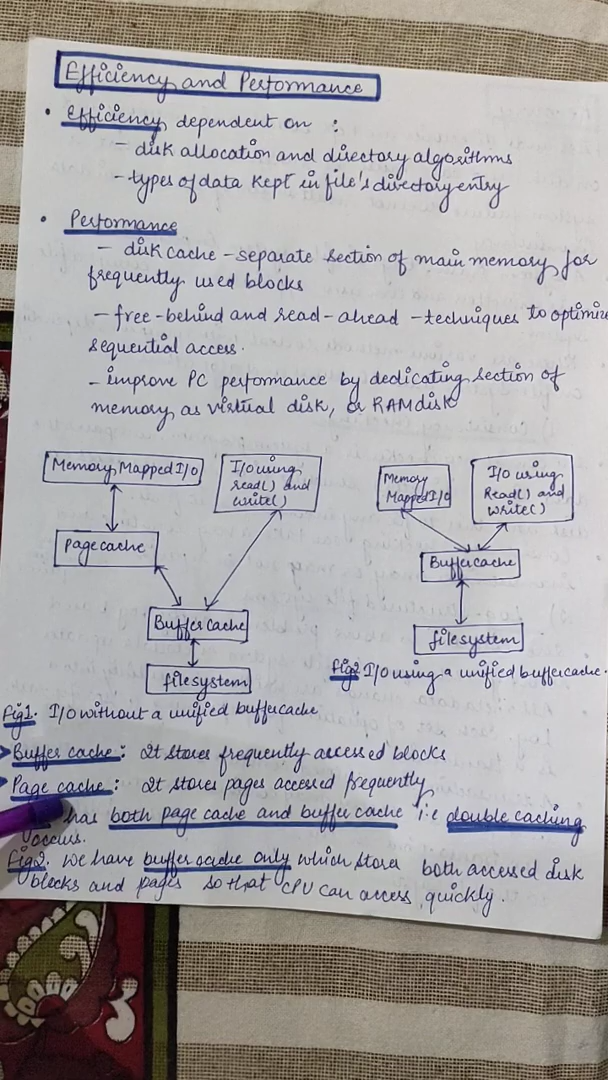 Efficiency and Performance
• Efficiency dependent on :
- disk allocation and directory algorithms
- types of data kept in file's directory entry
• Performance
- disk cache - separate section of main memory for
frequently used blocks
- free-behind and read-ahead - techniques to optimize
sequential access.
- improve PC performance by dedicating section of
memory as virtual disk, or RAM disk
Memory Mapped I/O
I/O using
read() and
write()
Page cache
Buffer Cache
file system
Fig1. I/O without a unified buffer cache
Memory
Mapped I/O
I/O using
Read() and
write()
Buffer cache
file system
Fig2 I/O using a unified buffer cache.
Buffer cache : It stores frequently accessed blocks
Page cache : It stores pages accessed frequently
has both page cache and buffer cache i.e double caching
occurs.
Fig2. we have buffer cache only which stores both accessed disk
blocks and pages so that CPU can access quickly.